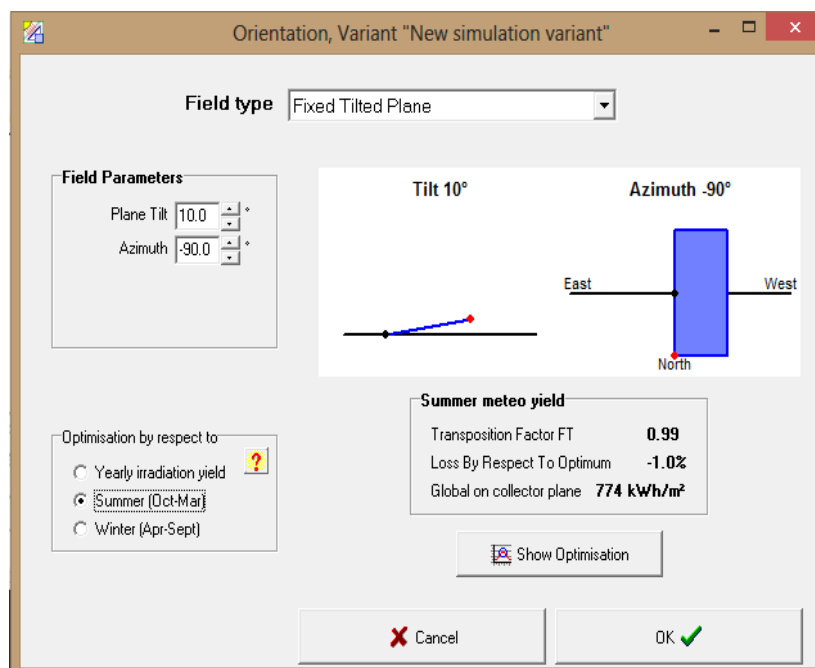 Orientation, Variant "New simulation variant"
Field type Fixed Tilted Plane
Field Parameters
Plane Tilt 10.0 °
Azimuth -90.0 °
Tilt 10°
Azimuth -90°
East
West
North
Optimisation by respect to
?
Yearly irradiation yield
Summer (Oct-Mar)
Winter (Apr-Sept)
Summer meteo yield
Transposition Factor FT 0.99
Loss By Respect To Optimum -1.0%
Global on collector plane 774 kWh/m²
Show Optimisation
Cancel
OK